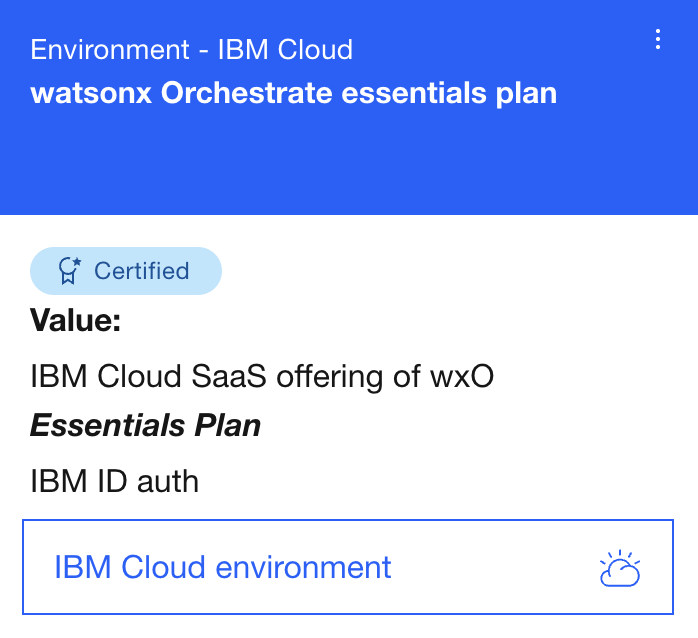 Environment - IBM Cloud
watsonx Orchestrate essentials plan
Certified
Value:
IBM Cloud SaaS offering of wxO
Essentials Plan
IBM ID auth
IBM Cloud environment